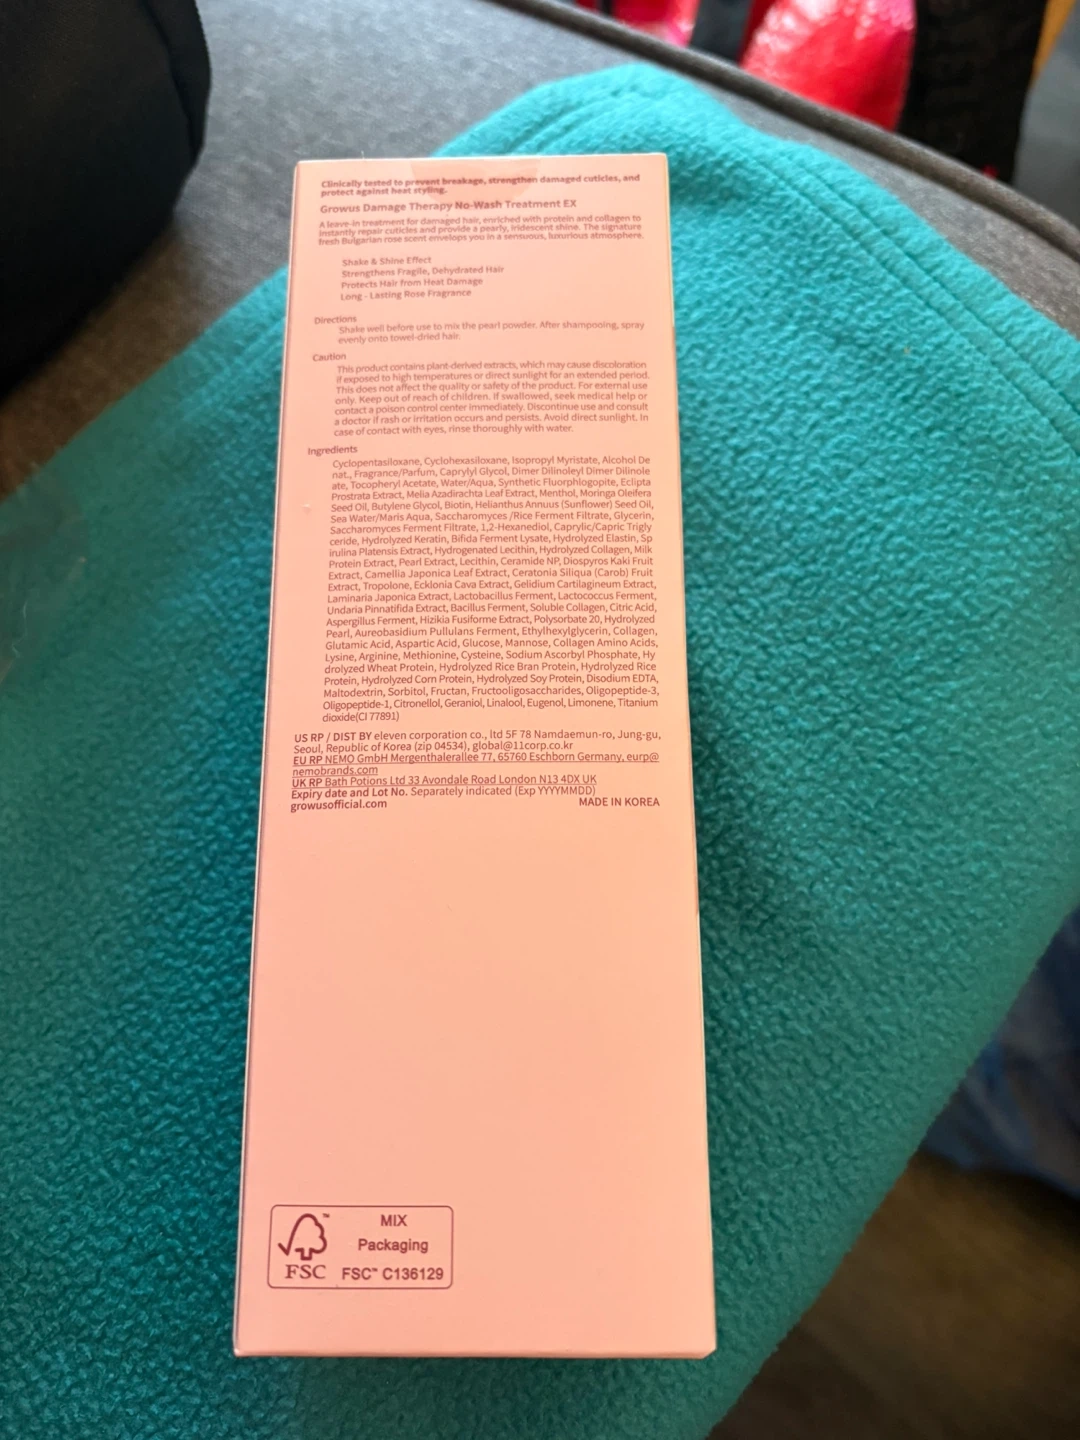 Clinically tested to prevent breakage, strengthen damaged cuticles, and
protect against heat styling.
Growus Damage Therapy No-Wash Treatment EX
A leave-in treatment for damaged hair, enriched with protein and collagen to
instantly repair cuticles and provide a pearly, iridescent shine. The signature
fresh Bulgarian rose scent envelops you in a sensuous, luxurious atmosphere.
Shake & Shine Effect
Strengthens Fragile, Dehydrated Hair
Protects Hair from Heat Damage
Long - Lasting Rose Fragrance
Directions
Shake well before use to mix the pearl powder. After shampooing, spray
evenly onto towel-dried hair.
Caution
This product contains plant-derived extracts, which may cause discoloration
if exposed to high temperatures or direct sunlight for an extended period.
This does not affect the quality or safety of the product. For external use
only. Keep out of reach of children. If swallowed, seek medical help or
contact a poison control center immediately. Discontinue use and consult
a doctor if rash or irritation occurs and persists. Avoid direct sunlight. In
case of contact with eyes, rinse thoroughly with water.
Ingredients
Cyclopentasiloxane, Cyclohexasiloxane, Isopropyl Myristate, Alcohol De
nat., Fragrance/Parfum, Caprylyl Glycol, Dimer Dilinoleyl Dimer Dilinole
ate, Tocopheryl Acetate, Water/Aqua, Synthetic Fluorphlogopite, Eclipta
Prostrata Extract, Melia Azadirachta Leaf Extract, Menthol, Moringa Oleifera
Seed Oil, Butylene Glycol, Biotin, Helianthus Annuus (Sunflower) Seed Oil,
Sea Water/Maris Aqua, Saccharomyces /Rice Ferment Filtrate, Glycerin,
Saccharomyces Ferment Filtrate, 1,2-Hexanediol, Caprylic/Capric Trigly
ceride, Hydrolyzed Keratin, Bifida Ferment Lysate, Hydrolyzed Elastin, Sp
irulina Platensis Extract, Hydrogenated Lecithin, Hydrolyzed Collagen, Milk
Protein Extract, Pearl Extract, Lecithin, Ceramide NP, Diospyros Kaki Fruit
Extract, Camellia Japonica Leaf Extract, Ceratonia Siliqua (Carob) Fruit
Extract, Tropolone, Ecklonia Cava Extract, Gelidium Cartilagineum Extract,
Laminaria Japonica Extract, Lactobacillus Ferment, Lactococcus Ferment,
Undaria Pinnatifida Extract, Bacillus Ferment, Soluble Collagen, Citric Acid,
Aspergillus Ferment, Hizikia Fusiforme Extract, Polysorbate 20, Hydrolyzed
Pearl, Aureobasidium Pullulans Ferment, Ethylhexylglycerin, Collagen,
Glutamic Acid, Aspartic Acid, Glucose, Mannose, Collagen Amino Acids,
Lysine, Arginine, Methionine, Cysteine, Sodium Ascorbyl Phosphate, Hy
drolyzed Wheat Protein, Hydrolyzed Rice Bran Protein, Hydrolyzed Rice
Protein, Hydrolyzed Corn Protein, Hydrolyzed Soy Protein, Disodium EDTA,
Maltodextrin, Sorbitol, Fructan, Fructooligosaccharides, Oligopeptide-3,
Oligopeptide-1, Citronellol, Geraniol, Linalool, Eugenol, Limonene, Titanium
dioxide(CI 77891)
US RP / DIST BY eleven corporation co., ltd 5F 78 Namdaemun-ro, Jung-gu,
Seoul, Republic of Korea (zip 04534), global@11corp.co.kr
EU RP NEMO GmbH Mergenthalerallee 77, 65760 Eschborn Germany, eurp@
nemobrands.com
UK RP Bath Potions Ltd 33 Avondale Road London N13 4DX UK
Expiry date and Lot No. Separately indicated (Exp YYYYMMDD)
growusofficial.com MADE IN KOREA
MIX
Packaging
FSC™ C136129
FSC